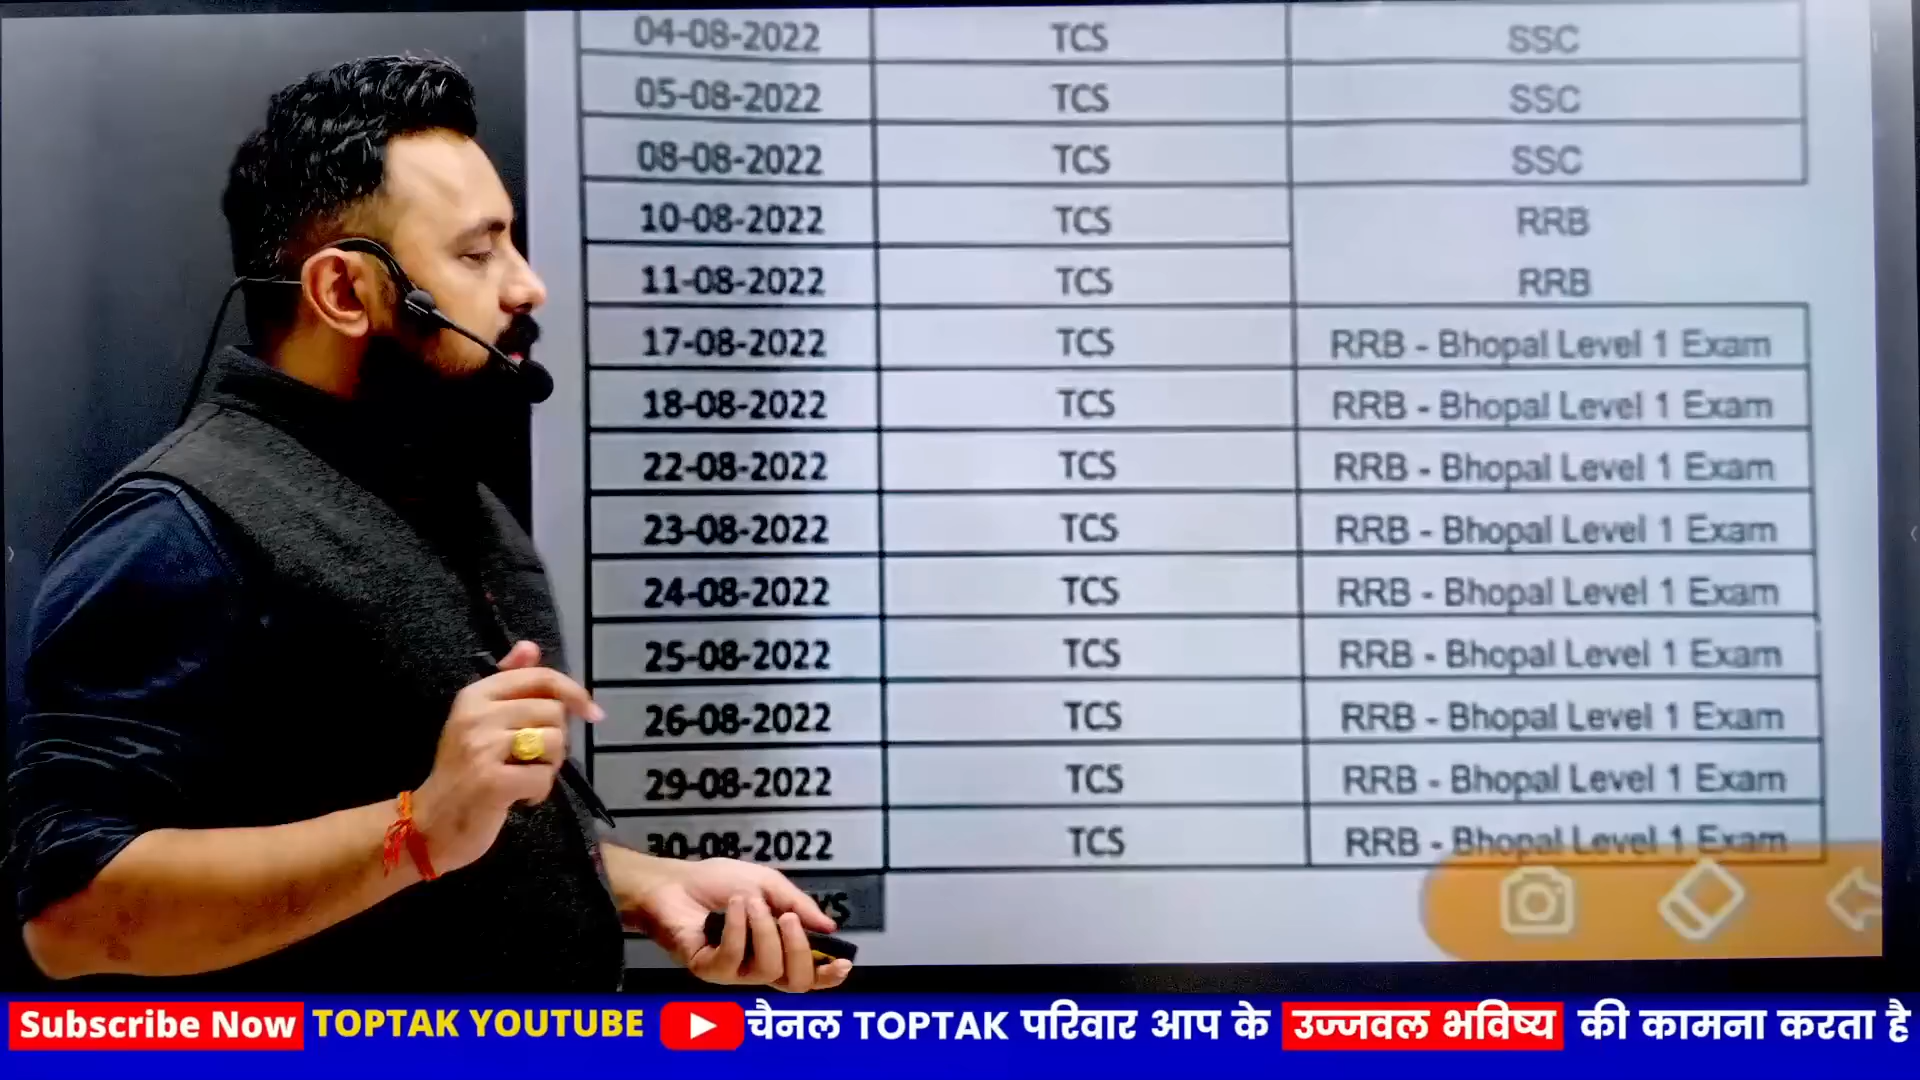 04-08-2022 TCS SSC
05-08-2022 TCS SSC
08-08-2022 TCS SSC
10-08-2022 TCS RRB
11-08-2022 TCS RRB
17-08-2022 TCS RRB - Bhopal Level 1 Exam
18-08-2022 TCS RRB - Bhopal Level 1 Exam
22-08-2022 TCS RRB - Bhopal Level 1 Exam
23-08-2022 TCS RRB - Bhopal Level 1 Exam
24-08-2022 TCS RRB - Bhopal Level 1 Exam
25-08-2022 TCS RRB - Bhopal Level 1 Exam
26-08-2022 TCS RRB - Bhopal Level 1 Exam
29-08-2022 TCS RRB - Bhopal Level 1 Exam
30-08-2022 TCS RRB - Bhopal Level 1 Exam
Subscribe Now TOPTAK YOUTUBE चैनल TOPTAK परिवार आप के उज्जवल भविष्य की कामना करता है